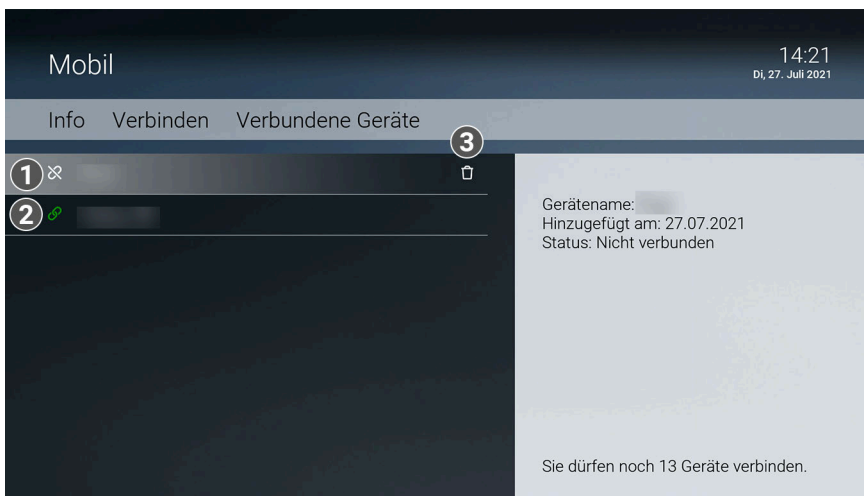 Mobil
14:21
Di, 27. Juli 2021
Info Verbinden Verbundene Geräte
3
1
2
Gerätename:
Hinzugefügt am: 27.07.2021
Status: Nicht verbunden
Sie dürfen noch 13 Geräte verbinden.